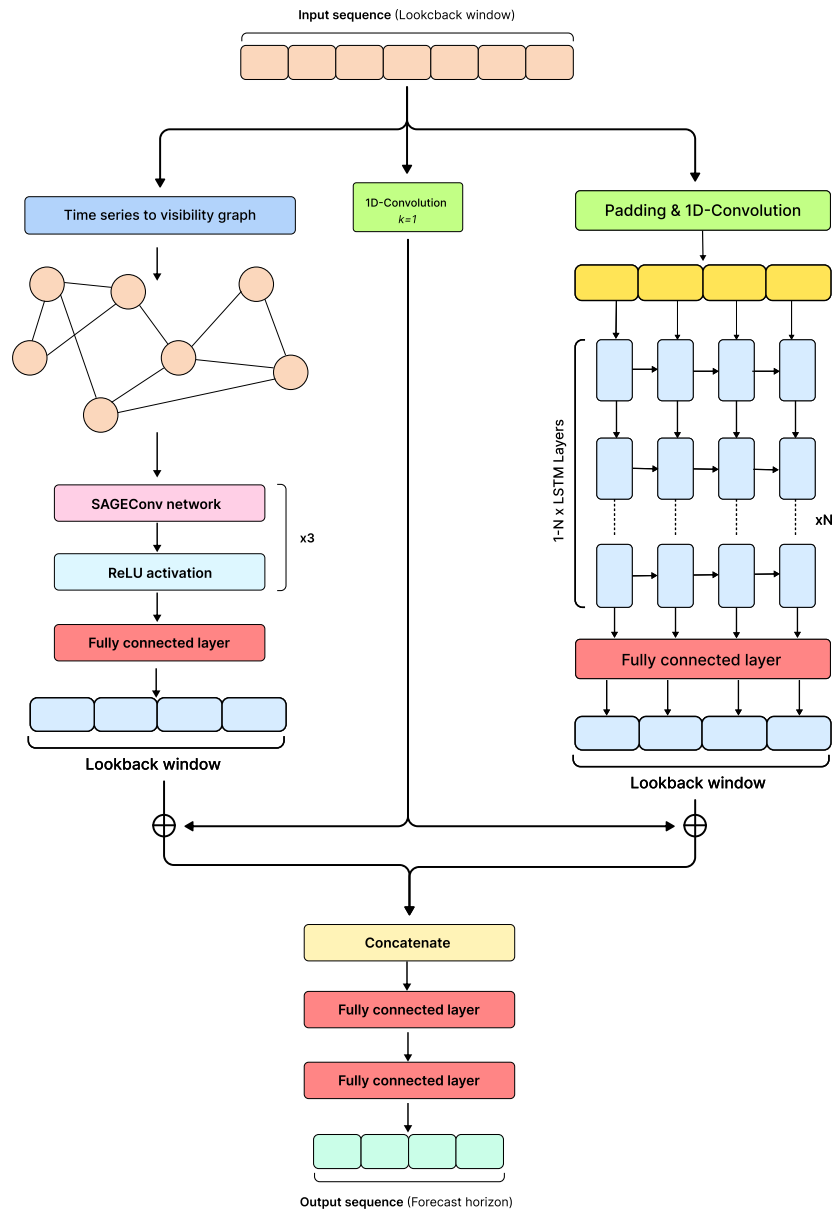 Input sequence (Lookcback window)
Time series to visibility graph
1D-Convolution
k=1
Padding & 1D-Convolution
1-N x LSTM Layers
xN
SAGEConv network
x3
ReLU activation
Fully connected layer
Lookback window
Fully connected layer
Lookback window
Concatenate
Fully connected layer
Fully connected layer
Output sequence (Forecast horizon)